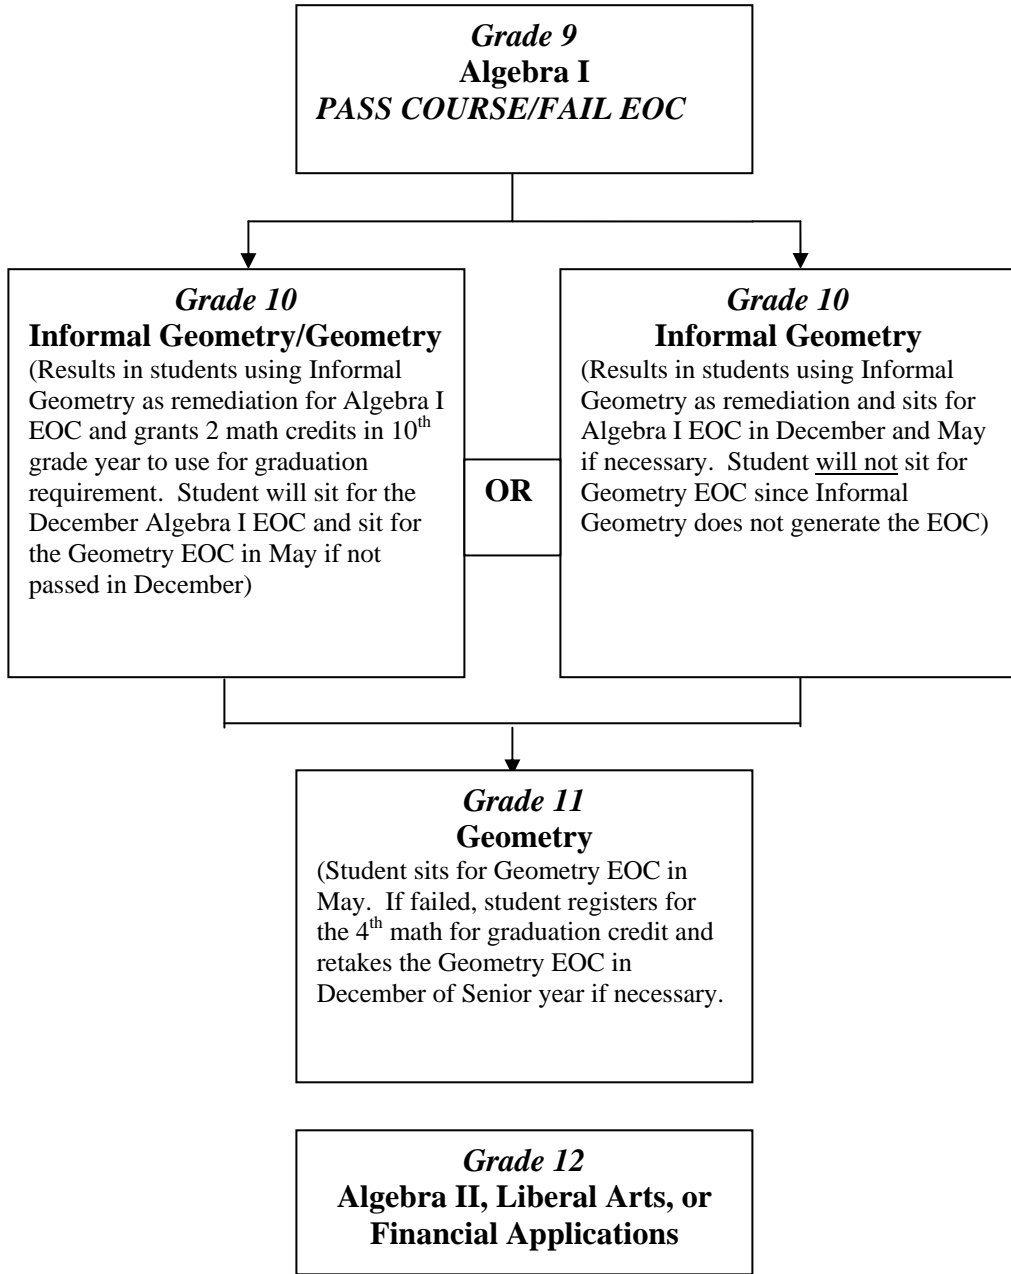 Grade 9
Algebra I
PASS COURSE/FAIL EOC
Grade 10
Informal Geometry/Geometry
(Results in students using Informal
Geometry as remediation for Algebra I
EOC and grants 2 math credits in 10th
grade year to use for graduation
requirement. Student will sit for the
December Algebra I EOC and sit for
the Geometry EOC in May if not
passed in December)
OR
Grade 10
Informal Geometry
(Results in students using Informal
Geometry as remediation and sits for
Algebra I EOC in December and May
if necessary. Student will not sit for
Geometry EOC since Informal
Geometry does not generate the EOC)
Grade 11
Geometry
(Student sits for Geometry EOC in
May. If failed, student registers for
the 4th math for graduation credit and
retakes the Geometry EOC in
December of Senior year if necessary.
Grade 12
Algebra II, Liberal Arts, or
Financial Applications